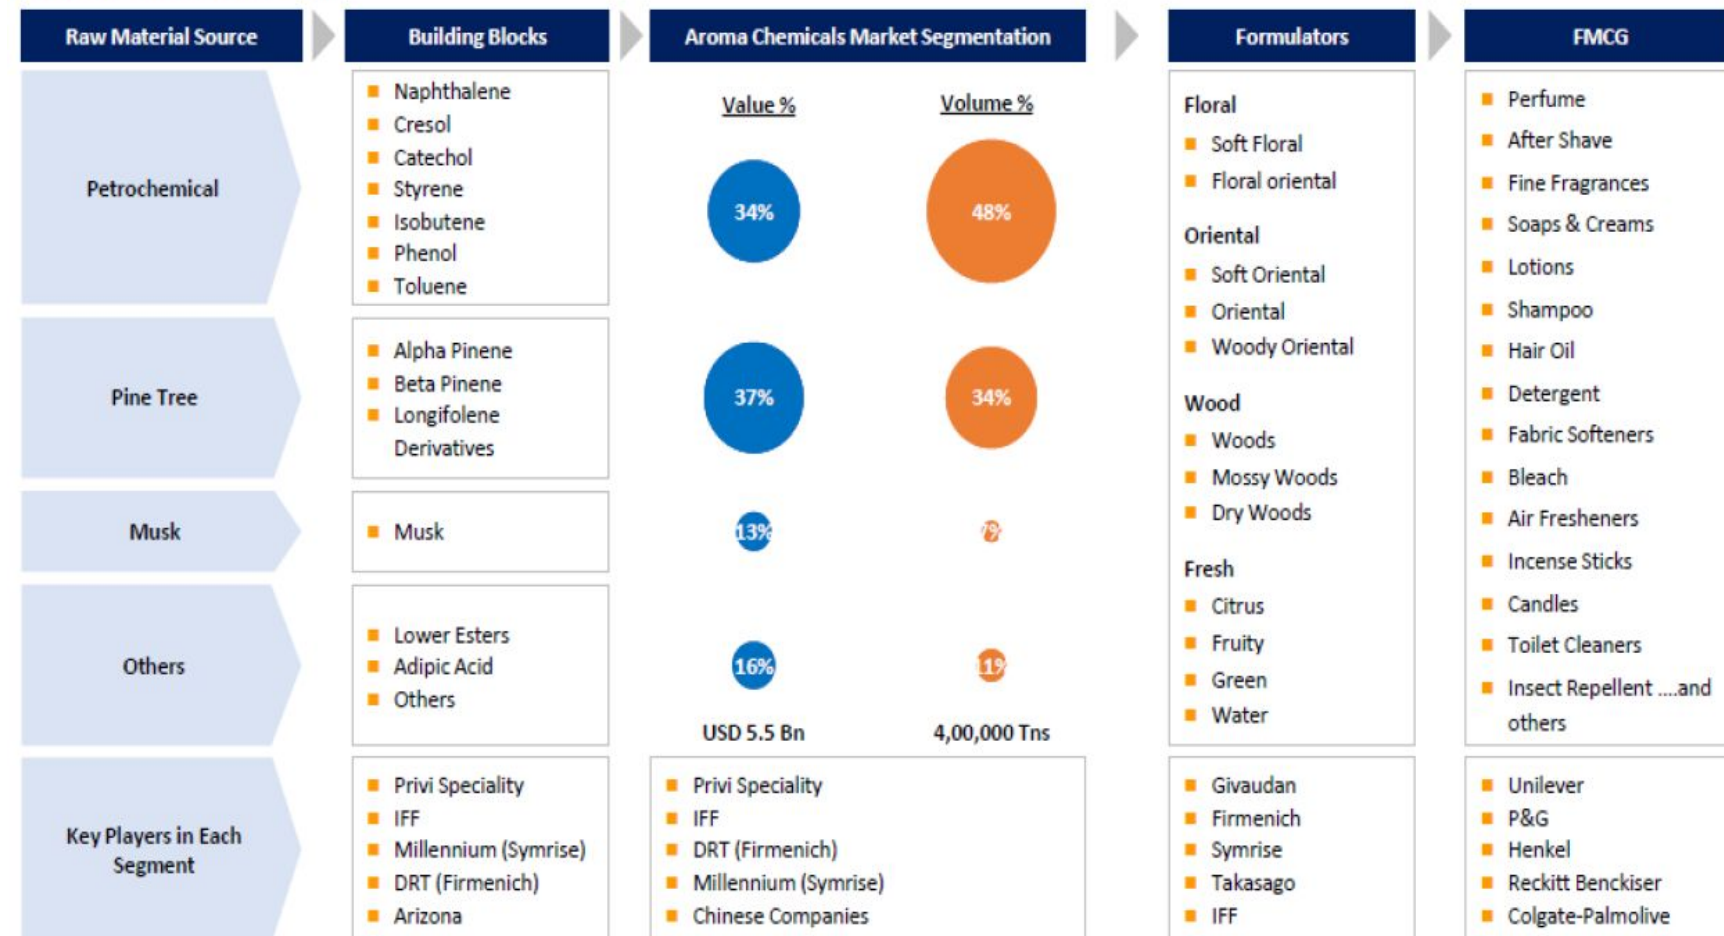 Raw Material Source
Building Blocks
Aroma Chemicals Market Segmentation
Formulators
FMCG
Petrochemical
Naphthalene
Cresol
Catechol
Styrene
Isobutene
Phenol
Toluene
Pine Tree
Alpha Pinene
Beta Pinene
Longifolene
Derivatives
Musk
Musk
Others
Lower Esters
Adipic Acid
Others
Value %
Volume %
34%
48%
37%
34%
13%
7%
16%
11%
USD 5.5 Bn
4,00,000 Tns
Floral
Soft Floral
Floral oriental
Oriental
Soft Oriental
Oriental
Woody Oriental
Wood
Woods
Mossy Woods
Dry Woods
Fresh
Citrus
Fruity
Green
Water
Perfume
After Shave
Fine Fragrances
Soaps & Creams
Lotions
Shampoo
Hair Oil
Detergent
Fabric Softeners
Bleach
Air Fresheners
Incense Sticks
Candles
Toilet Cleaners
Insect Repellent ....and
others
Key Players in Each
Segment
Privi Speciality
IFF
Millennium (Symrise)
DRT (Firmenich)
Arizona
Privi Speciality
IFF
DRT (Firmenich)
Millennium (Symrise)
Chinese Companies
Givaudan
Firmenich
Symrise
Takasago
IFF
Unilever
P&G
Henkel
Reckitt Benckiser
Colgate-Palmolive